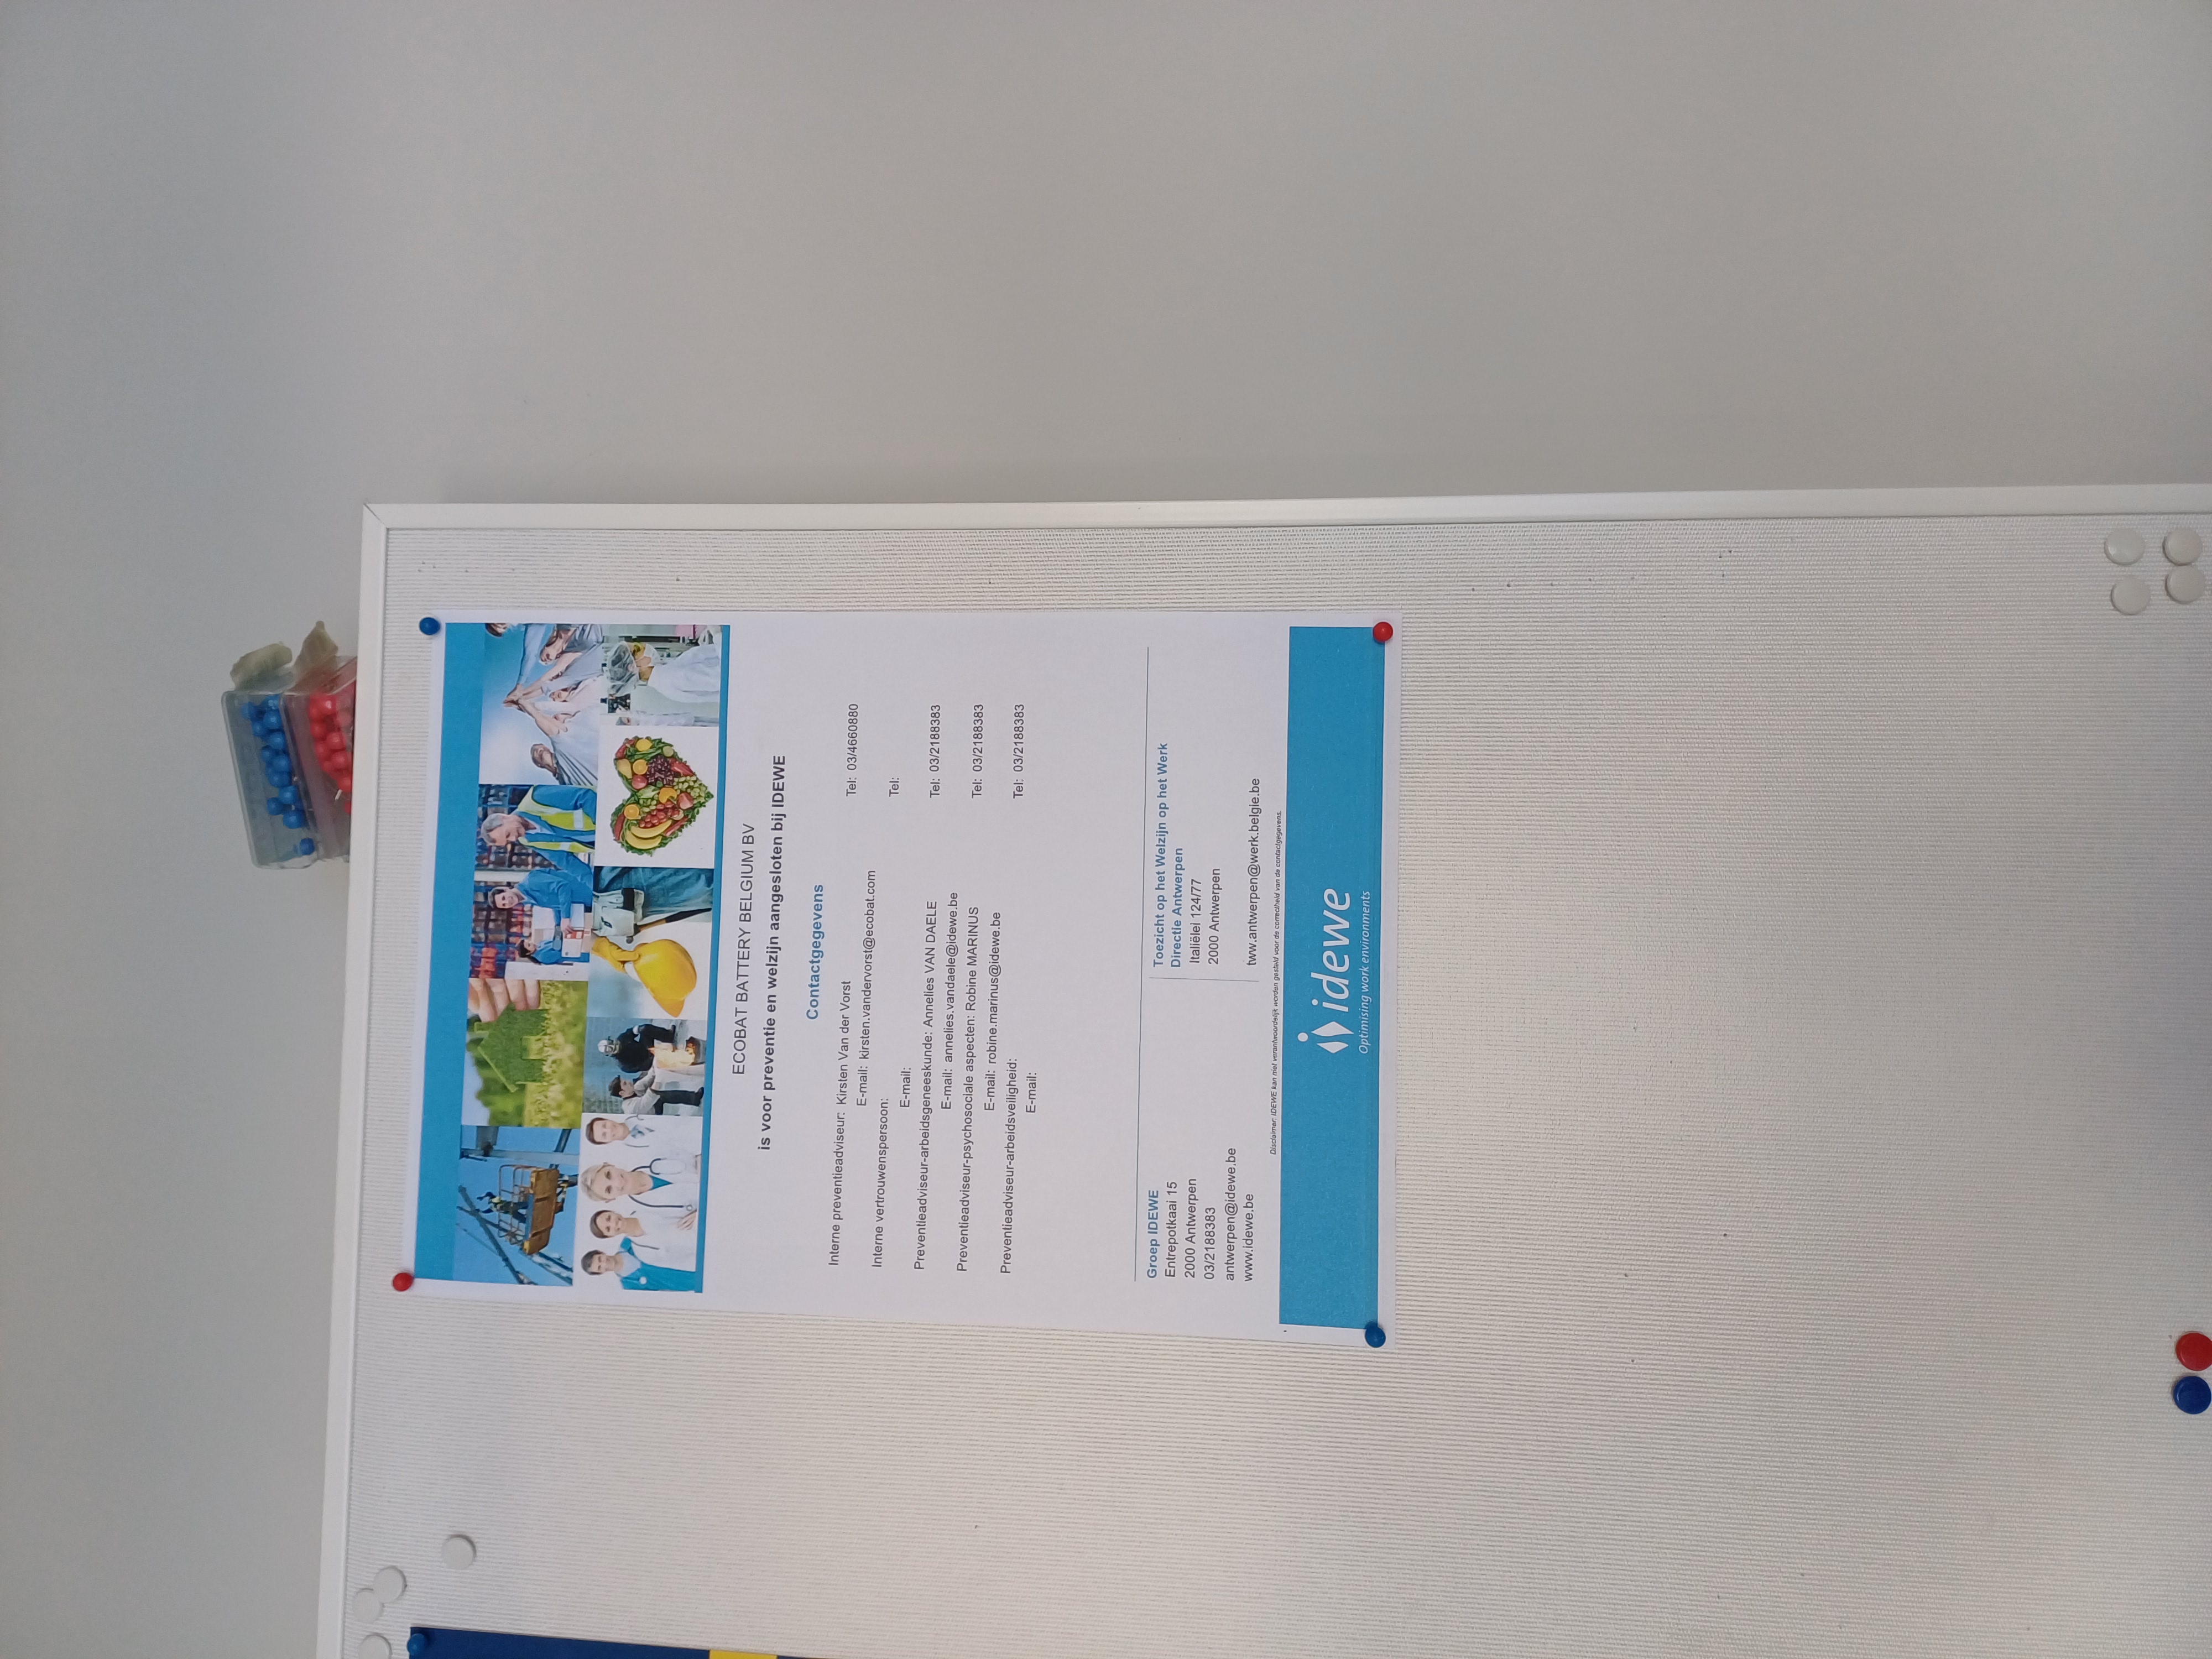 ECOBAT BATTERY BELGIUM BV
is voor preventie en welzijn aangesloten bij IDEWE
Contactgegevens
Interne preventieadviseur: Kirsten Van der Vorst Tel: 03/4660880
E-mail: kirsten.vandervorst@ecobat.com
Interne vertrouwenspersoon: Tel:
E-mail:
Preventieadviseur-arbeidsgeneeskunde: Annelies VAN DAELE Tel: 03/2188383
E-mail: annelies.vandaele@idewe.be
Preventieadviseur-psychosociale aspecten: Robine MARINUS Tel: 03/2188383
E-mail: robine.marinus@idewe.be
Preventieadviseur-arbeidsveiligheid: Tel: 03/2188383
E-mail:
Groep IDEWE
Entrepotkaai 15
2000 Antwerpen
03/2188383
antwerpen@idewe.be
www.idewe.be
Toezicht op het Welzijn op het Werk
Directie Antwerpen
Italiëlei 124/77
2000 Antwerpen
tww.antwerpen@werk.belgie.be
Disclaimer: IDEWE kan niet verantwoordelijk worden gesteld voor de correctheid van de contactgegevens.
idewe
Optimising work environments